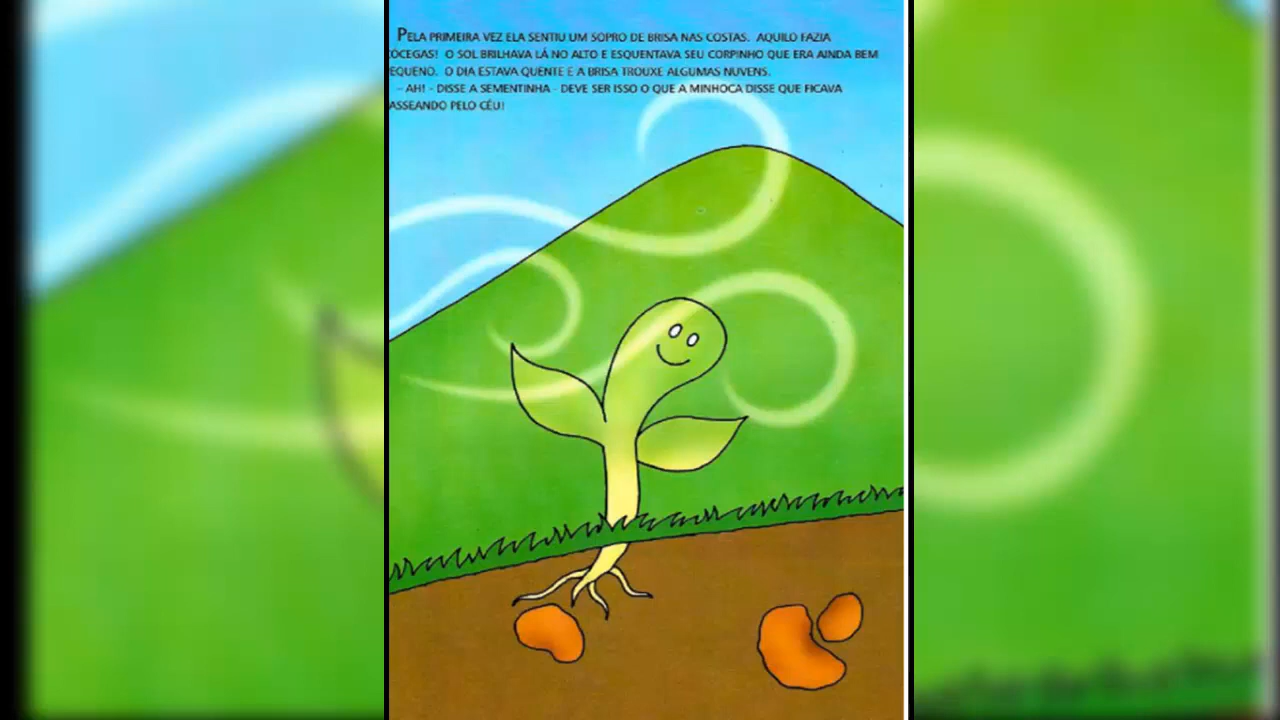 PELA PRIMEIRA VEZ ELA SENTIU UM SOPRO DE BRISA NAS COSTAS. AQUILO FAZIA
ÓCEGAS! O SOL BRILHAVA LÁ NO ALTO E ESQUENTAVA SEU CORPINHO QUE ERA AINDA BEM
EQUENO. O DIA ESTAVA QUENTE E A BRISA TROUXE ALGUMAS NUVENS.
- AH! - DISSE A SEMENTINHA - DEVE SER ISSO O QUE A MINHOCA DISSE QUE FICAVA
ASSEANDO PELO CÉU!